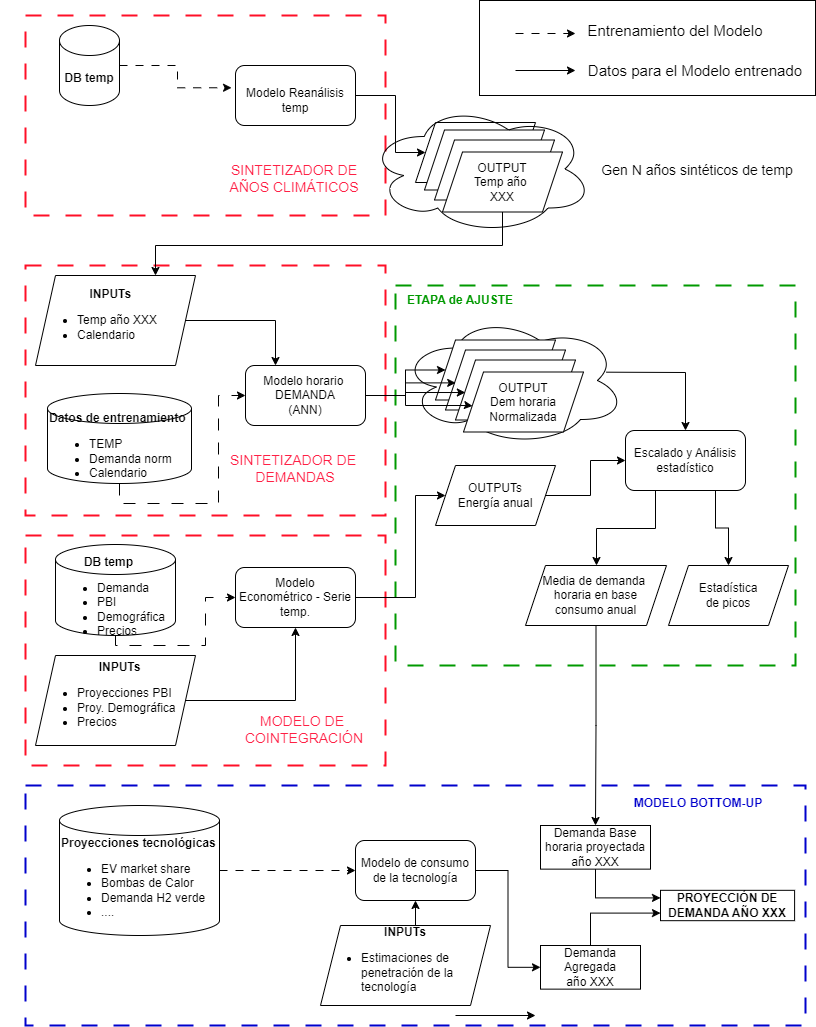 Entrenamiento del Modelo
Datos para el Modelo entrenado
DB temp
Modelo Reanálisis
temp
SINTETIZADOR DE
AÑOS CLIMÁTICOS
OUTPUT
Temp año
XXX
Gen N años sintéticos de temp
INPUTs
Temp año XXX
Calendario
Modelo horario
DEMANDA
(ANN)
Datos de entrenamiento
TEMP
Demanda norm
Calendario
SINTETIZADOR DE
DEMANDAS
ETAPA de AJUSTE
OUTPUT
Dem horaria
Normalizada
Escalado y Análisis
estadístico
OUTPUTs
Energía anual
Media de demanda
horaria en base
consumo anual
Estadística
de picos
DB temp
Demanda
PBI
Demográfica
Precios
Modelo
Econométrico - Serie
temp.
INPUTs
Proyecciones PBI
Proy. Demográfica
Precios
MODELO DE
COINTEGRACIÓN
MODELO BOTTOM-UP
Proyecciones tecnológicas
EV market share
Bombas de Calor
Demanda H2 verde
....
Modelo de consumo
de la tecnología
INPUTs
Estimaciones de
penetración de la
tecnología
Demanda Base
horaria proyectada
año XXX
PROYECCIÓN DE
DEMANDA AÑO XXX
Demanda
Agregada
año XXX